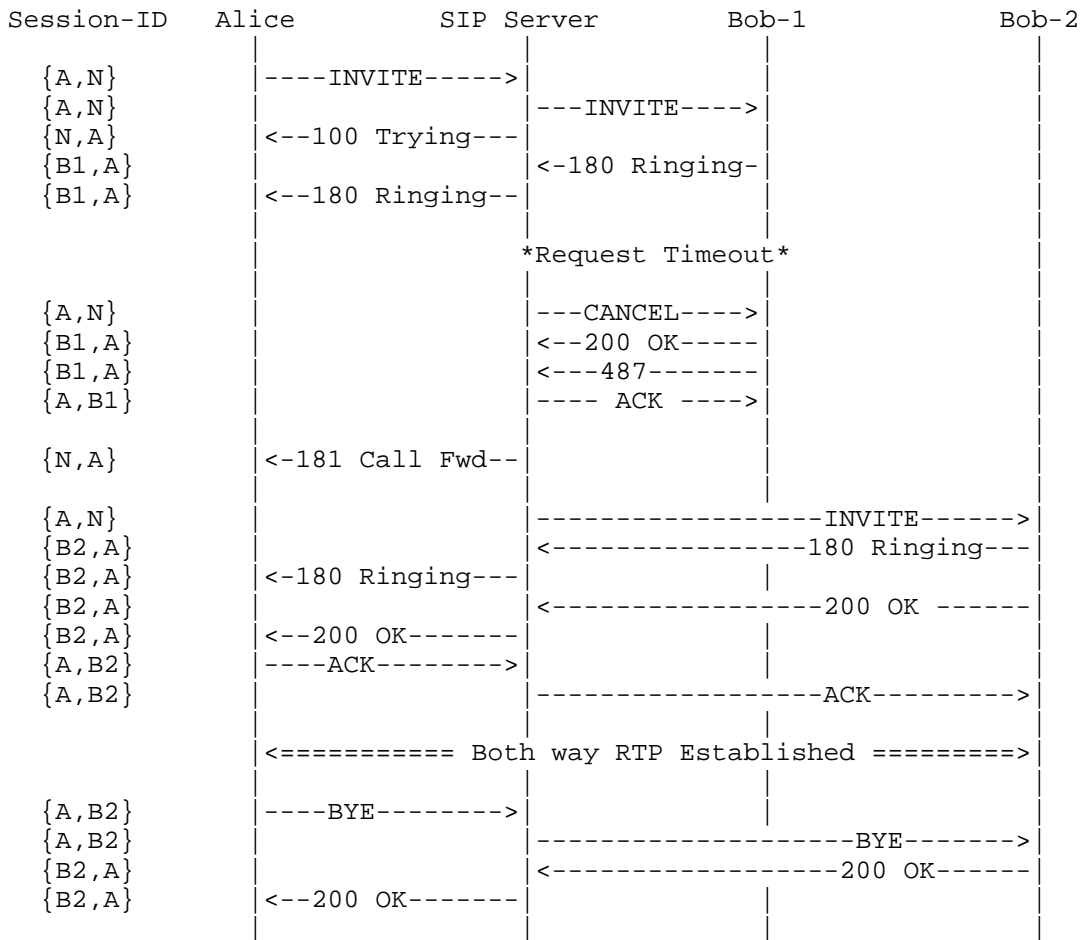 Session-ID   Alice            SIP Server            Bob-1                Bob-2
{A,N}          |----INVITE----->|
{A,N}                           |---INVITE---->|
{N,A}          |<--100 Trying---|
{B1,A}                          |<-180 Ringing-|
{B1,A}         |<--180 Ringing--|
*Request Timeout*
{A,N}                           |---CANCEL---->|
{B1,A}                          |<--200 OK-----|
{B1,A}                          |<---487-------|
{A,B1}                          |---- ACK ---->|
{N,A}          |<-181 Call Fwd--|
{A,N}                           |-----------------INVITE------>|
{B2,A}                          |<----------------180 Ringing---|
{B2,A}         |<-180 Ringing---|
{B2,A}                          |<-----------------200 OK ------|
{B2,A}         |<--200 OK-------|
{A,B2}         |----ACK-------->|
{A,B2}                          |-----------------ACK--------->|
|<=========== Both way RTP Established =========>|
{A,B2}         |----BYE-------->|
{A,B2}                          |-------------------BYE------->|
{B2,A}                          |<------------------200 OK------|
{B2,A}         |<--200 OK-------|